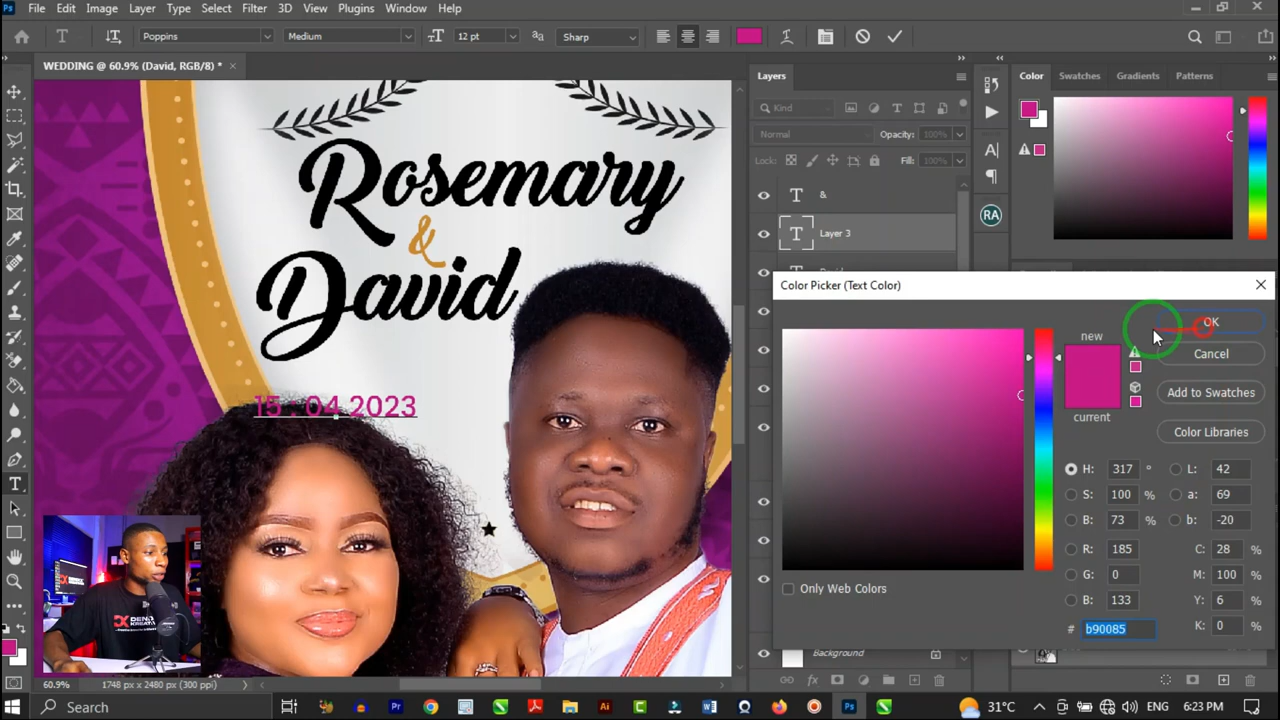 File Edit Image Layer Type Select Filter 3D View Plugins Window Help
Poppins Medium 12 pt Sharp
WEDDING @ 60.9% (David, RGB/8) *
Rosemary
&
David
15 . 04 2023
60.9% 1748 px x 2480 px (300 ppi)
Layers
Kind
Normal Opacity: 100%
Lock: Fill: 100%
&
Layer 3
Background
Color Swatches Gradients Patterns
RA
Color Picker (Text Color)
new
current
OK
Cancel
Add to Swatches
Color Libraries
H: 317 ° L: 42
S: 100 % a: 69
B: 73 % b: -20
R: 185 C: 28 %
G: 0 M: 100 %
B: 133 Y: 6 %
# b90085 K: 0 %
Only Web Colors
Search
31°C ENG 6:23 PM